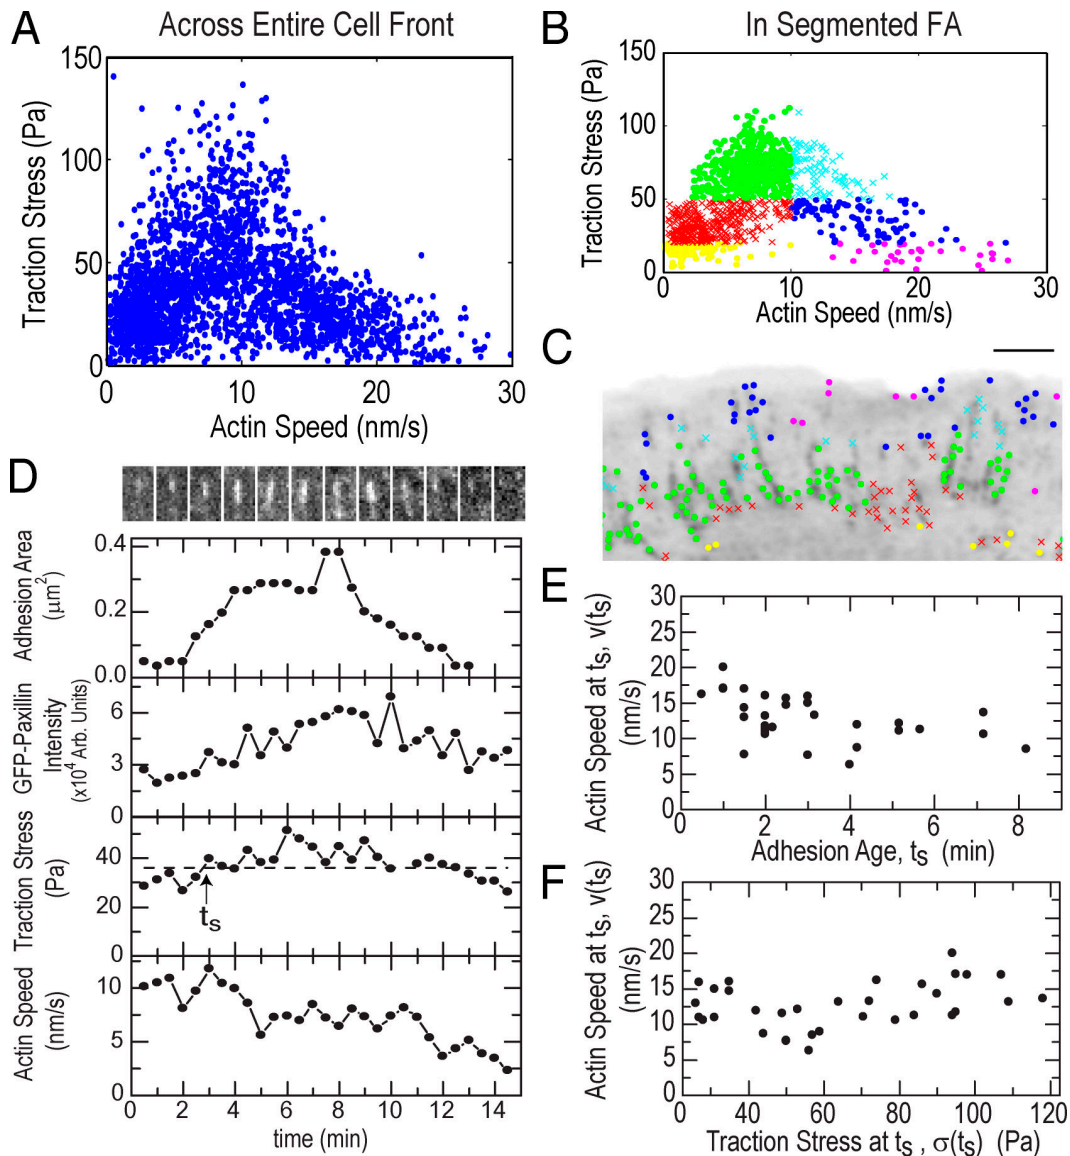 A
Across Entire Cell Front
150
100
50
0
Traction Stress (Pa)
0
10
20
30
Actin Speed (nm/s)
B
In Segmented FA
150
100
50
0
Traction Stress (Pa)
0
10
20
30
Actin Speed (nm/s)
C
D
0.4
0.2
0.0
Adhesion Area
(μm²)
6
3
0
GFP-Paxillin
Intensity
(x10⁴ Arb. Units)
40
20
0
Traction Stress
(Pa)
ts
10
5
0
Actin Speed
(nm/s)
0 2 4 6 8 10 12 14
time (min)
E
30
25
20
15
10
5
0
Actin Speed at ts, v(ts)
(nm/s)
0 2 4 6 8
Adhesion Age, ts (min)
F
30
25
20
15
10
5
0
Actin Speed at ts, v(ts)
(nm/s)
0 20 40 60 80 100 120
Traction Stress at ts , σ(ts) (Pa)